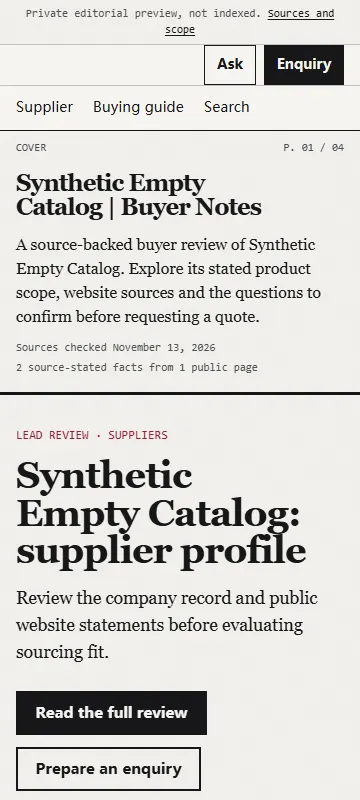 Private editorial preview, not indexed. Sources and
scope
Ask
Enquiry
Supplier
Buying guide
Search
COVER
P. 01 / 04
Synthetic Empty
Catalog | Buyer Notes
A source-backed buyer review of Synthetic
Empty Catalog. Explore its stated product
scope, website sources and the questions to
confirm before requesting a quote.
Sources checked November 13, 2026
2 source-stated facts from 1 public page
LEAD REVIEW · SUPPLIERS
Synthetic
Empty Catalog:
supplier profile
Review the company record and public
website statements before evaluating
sourcing fit.
Read the full review
Prepare an enquiry